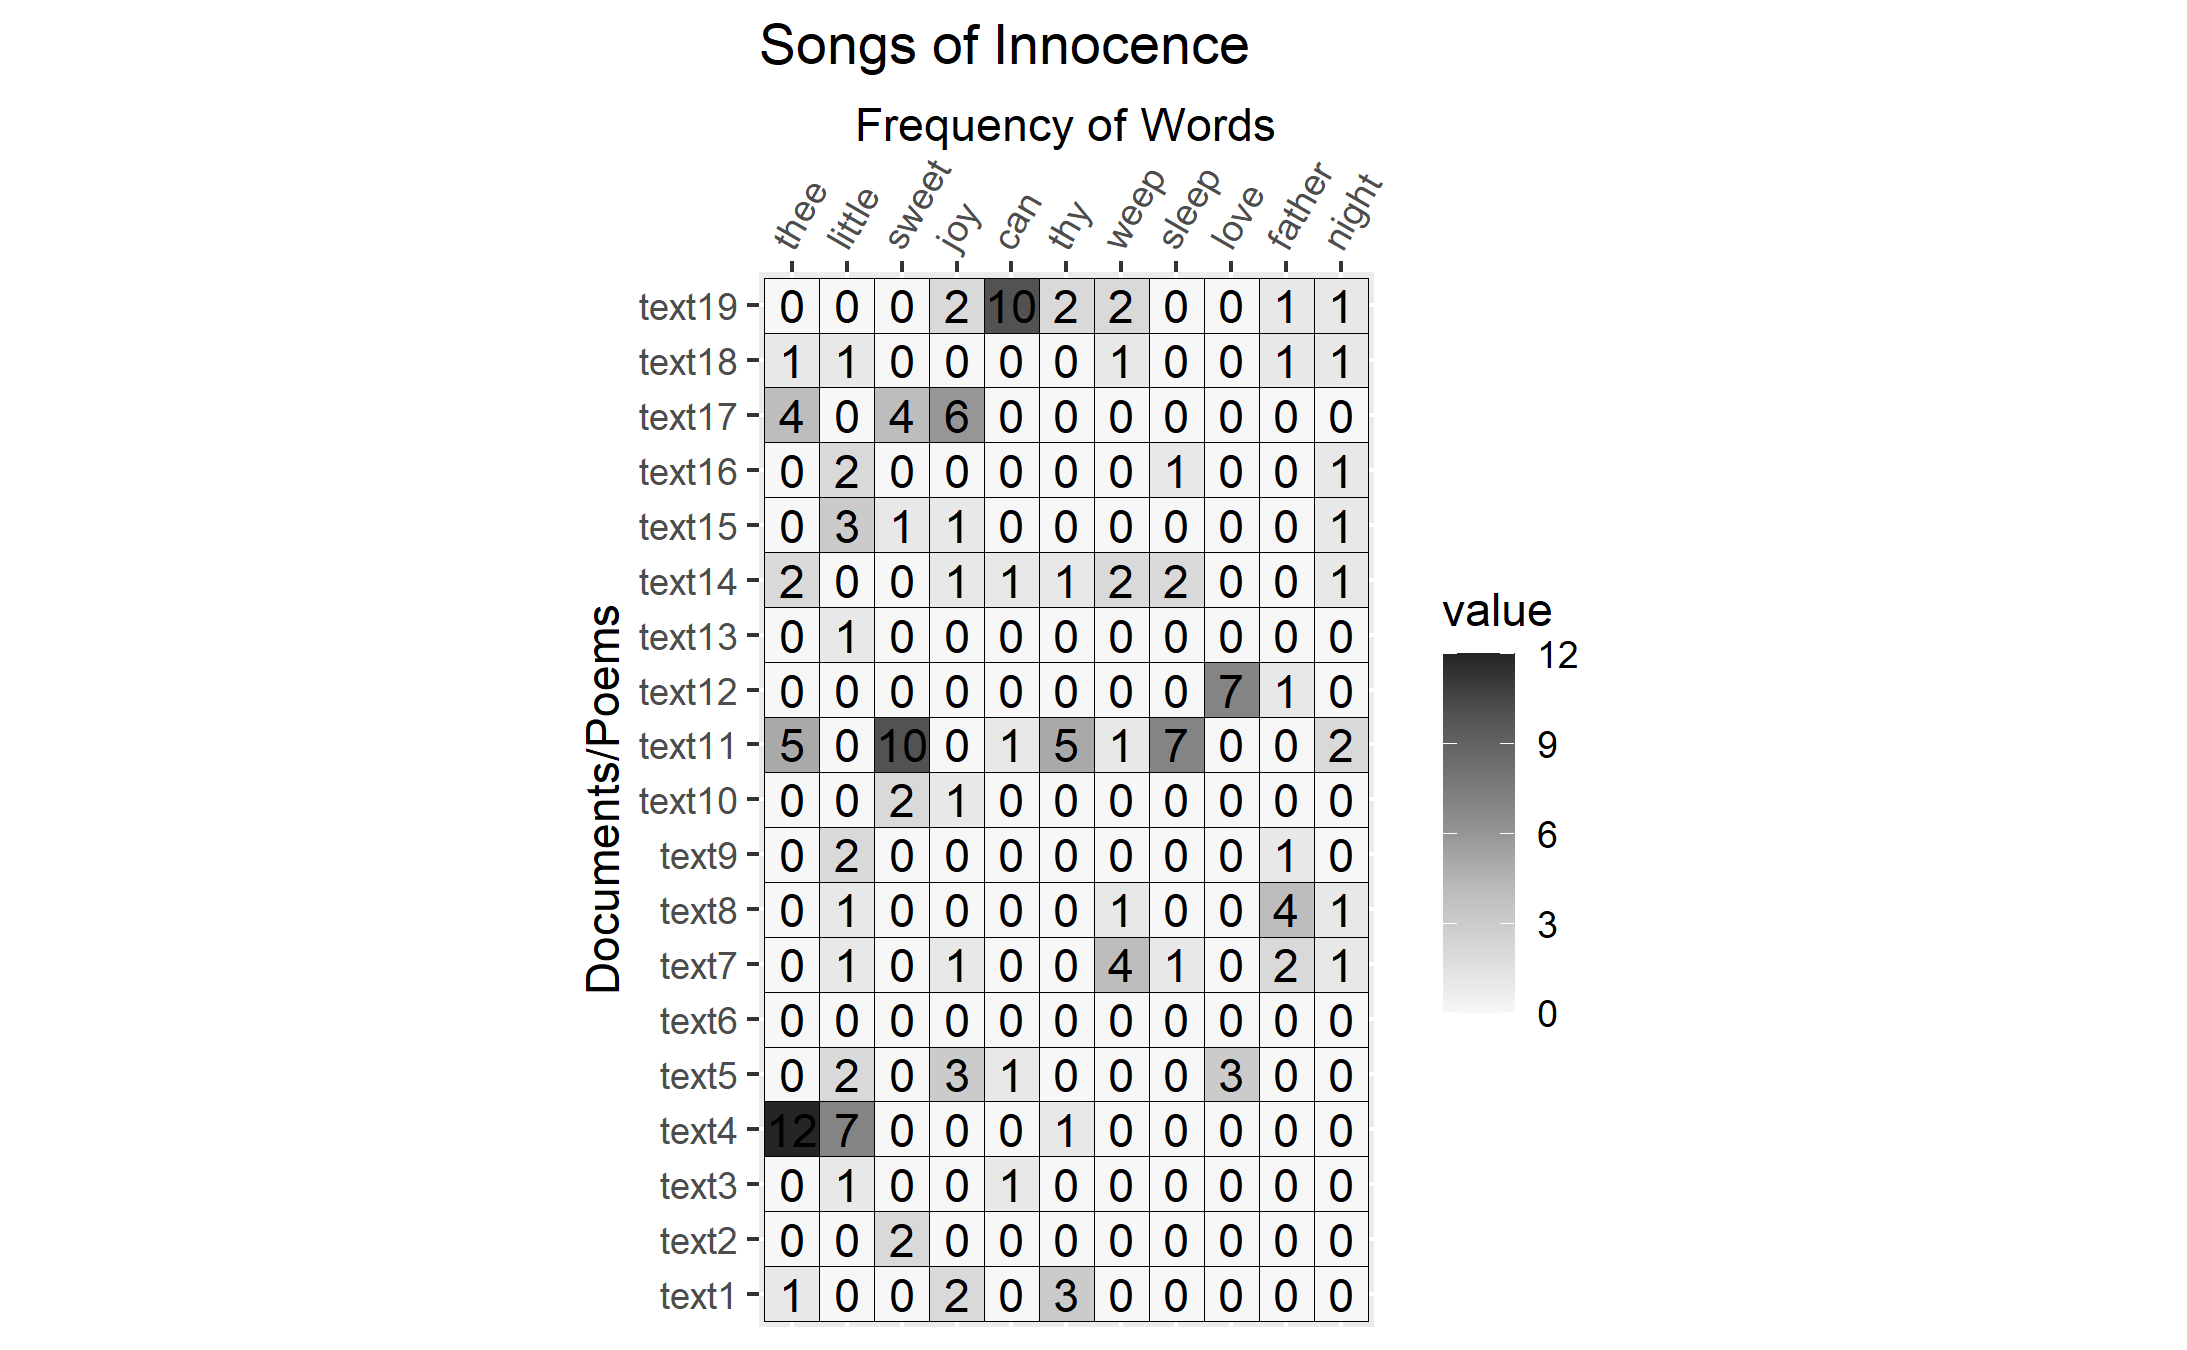 Songs of Innocence
Frequency of Words
thee little sweet joy can thy weep sleep love father night
text19 0 0 0 2 10 2 2 0 0 1 1
text18 1 1 0 0 0 0 1 0 0 1 1
text17 4 0 4 6 0 0 0 0 0 0 0
text16 0 2 0 0 0 0 0 1 0 0 1
text15 0 3 1 1 0 0 0 0 0 0 1
text14 2 0 0 1 1 1 2 2 0 0 1
text13 0 1 0 0 0 0 0 0 0 0 0
text12 0 0 0 0 0 0 0 0 7 1 0
text11 5 0 10 0 1 5 1 7 0 0 2
text10 0 0 2 1 0 0 0 0 0 0 0
text9 0 2 0 0 0 0 0 0 0 1 0
text8 0 1 0 0 0 0 1 0 0 4 1
text7 0 1 0 1 0 0 4 1 0 2 1
text6 0 0 0 0 0 0 0 0 0 0 0
text5 0 2 0 3 1 0 0 0 3 0 0
text4 12 7 0 0 0 1 0 0 0 0 0
text3 0 1 0 0 1 0 0 0 0 0 0
text2 0 0 2 0 0 0 0 0 0 0 0
text1 1 0 0 2 0 3 0 0 0 0 0
Documents/Poems
value
12
9
6
3
0